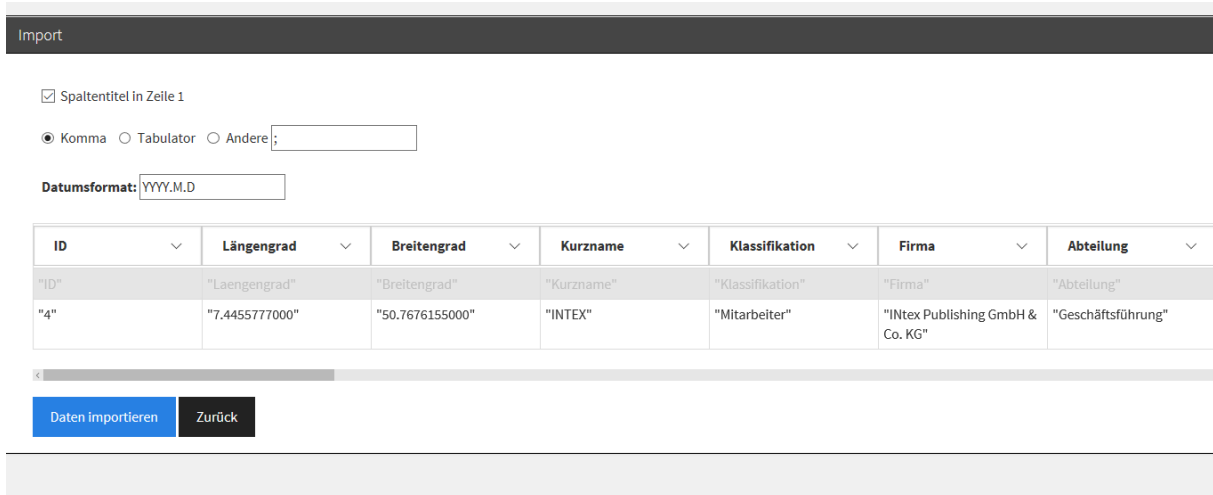 Import
Spaltentitel in Zeile 1
Komma Tabulator Andere ;
Datumsformat: YYYY.M.D
ID Längengrad Breitengrad Kurzname Klassifikation Firma Abteilung
"ID" "Laengengrad" "Breitengrad" "Kurzname" "Klassifikation" "Firma" "Abteilung"
"4" "7.4455777000" "50.7676155000" "INTEX" "Mitarbeiter" "INtex Publishing GmbH & "Geschäftsführung"
Co. KG"
Daten importieren Zurück